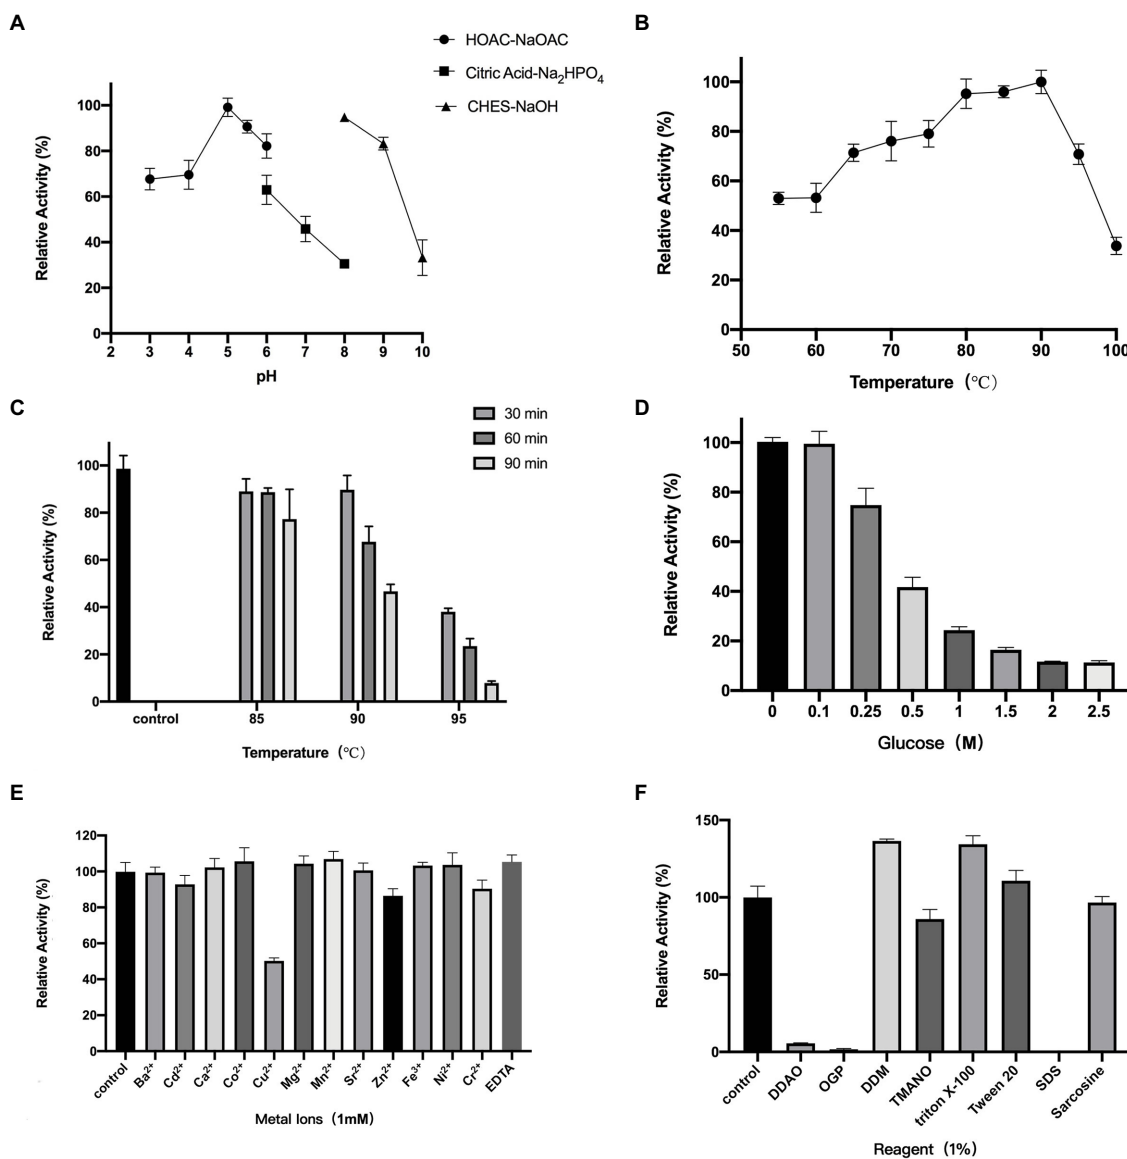 A
HOAC-NaOAC
Citric Acid-Na₂HPO₄
CHES-NaOH
Relative Activity (%)
100
80
60
40
20
0
2 3 4 5 6 7 8 9 10
pH
B
Relative Activity (%)
100
80
60
40
20
0
50 60 70 80 90 100
Temperature（℃）
C
30 min
60 min
90 min
Relative Activity (%)
100
80
60
40
20
0
control 85 90 95
Temperature（℃）
D
Relative Activity (%)
100
80
60
40
20
0
0 0.1 0.25 0.5 1 1.5 2 2.5
Glucose（M）
E
Relative Activity (%)
120
100
80
60
40
20
0
control Ba²⁺ Cd²⁺ Ca²⁺ Co²⁺ Cu²⁺ Mg²⁺ Mn²⁺ Sr²⁺ Zn²⁺ Fe³⁺ Ni²⁺ Cr²⁺ EDTA
Metal Ions（1mM）
F
Relative Activity (%)
150
100
50
0
control DDAO OGP DDM TMANO triton X-100 Tween 20 SDS Sarcosine
Reagent（1%）